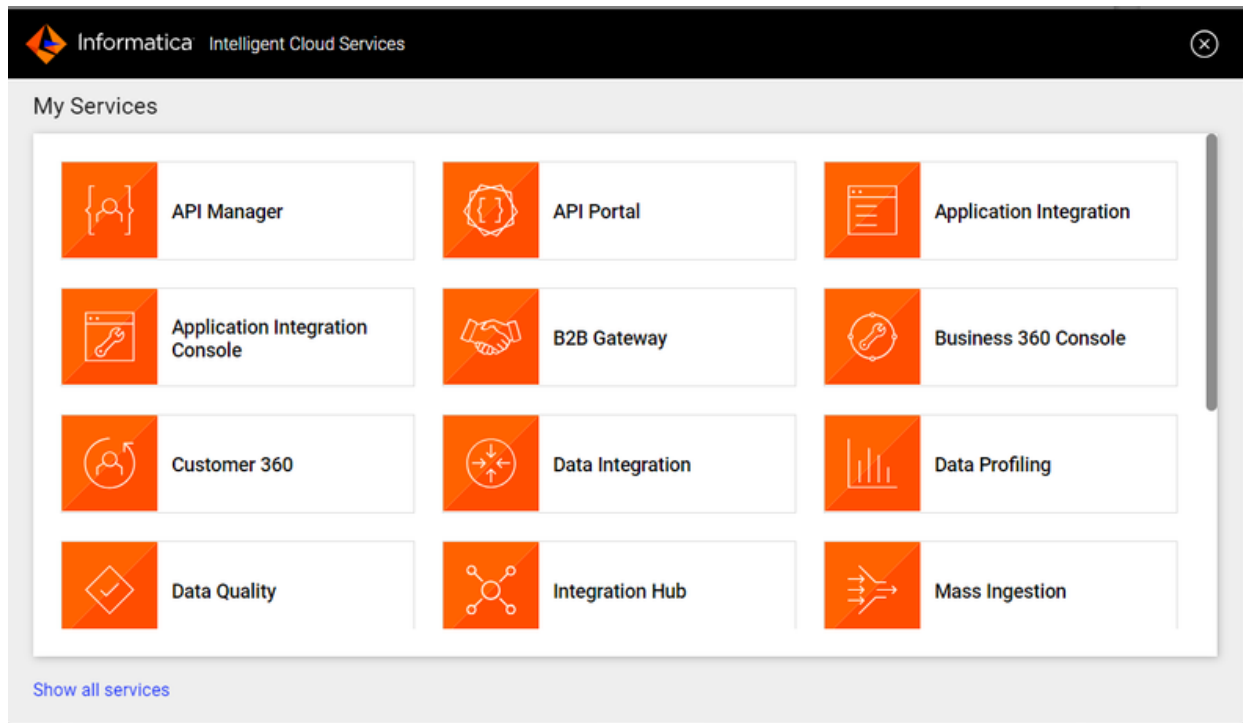 Informatica Intelligent Cloud Services
My Services
API Manager
API Portal
Application Integration
Application Integration
Console
B2B Gateway
Business 360 Console
Customer 360
Data Integration
Data Profiling
Data Quality
Integration Hub
Mass Ingestion
Show all services